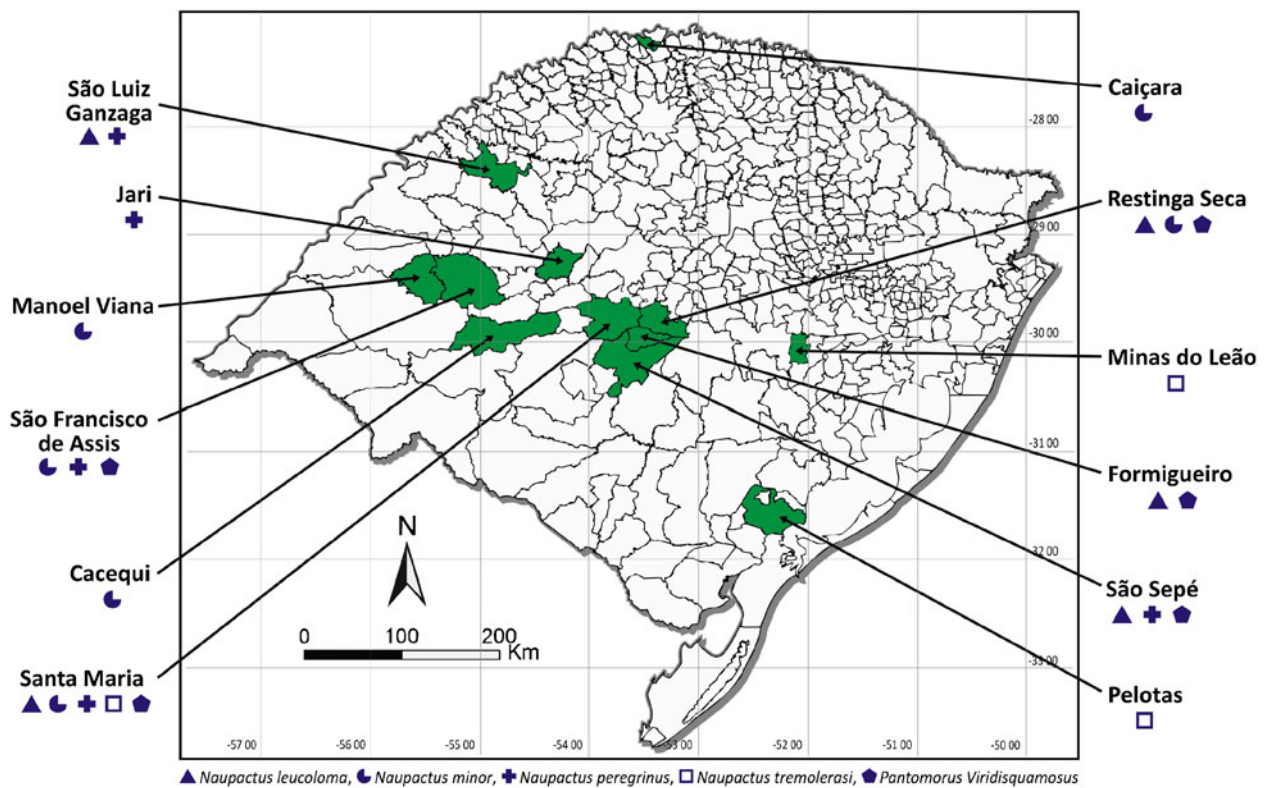 São Luiz
Ganzaga
Jari
Manoel Viana
São Francisco
de Assis
Cacequi
Santa Maria
Caiçara
Restinga Seca
Minas do Leão
Formigueiro
São Sepé
Pelotas
-28 00
-29 00
-30 00
-31 00
-32 00
-33 00
N
0 100 200
Km
-57 00 -56 00 -55 00 -54 00 -53 00 -52 00 -51 00 -50 00
Naupactus leucoloma, Naupactus minor, Naupactus peregrinus, Naupactus tremolerasi, Pantomorus Viridisquamosus